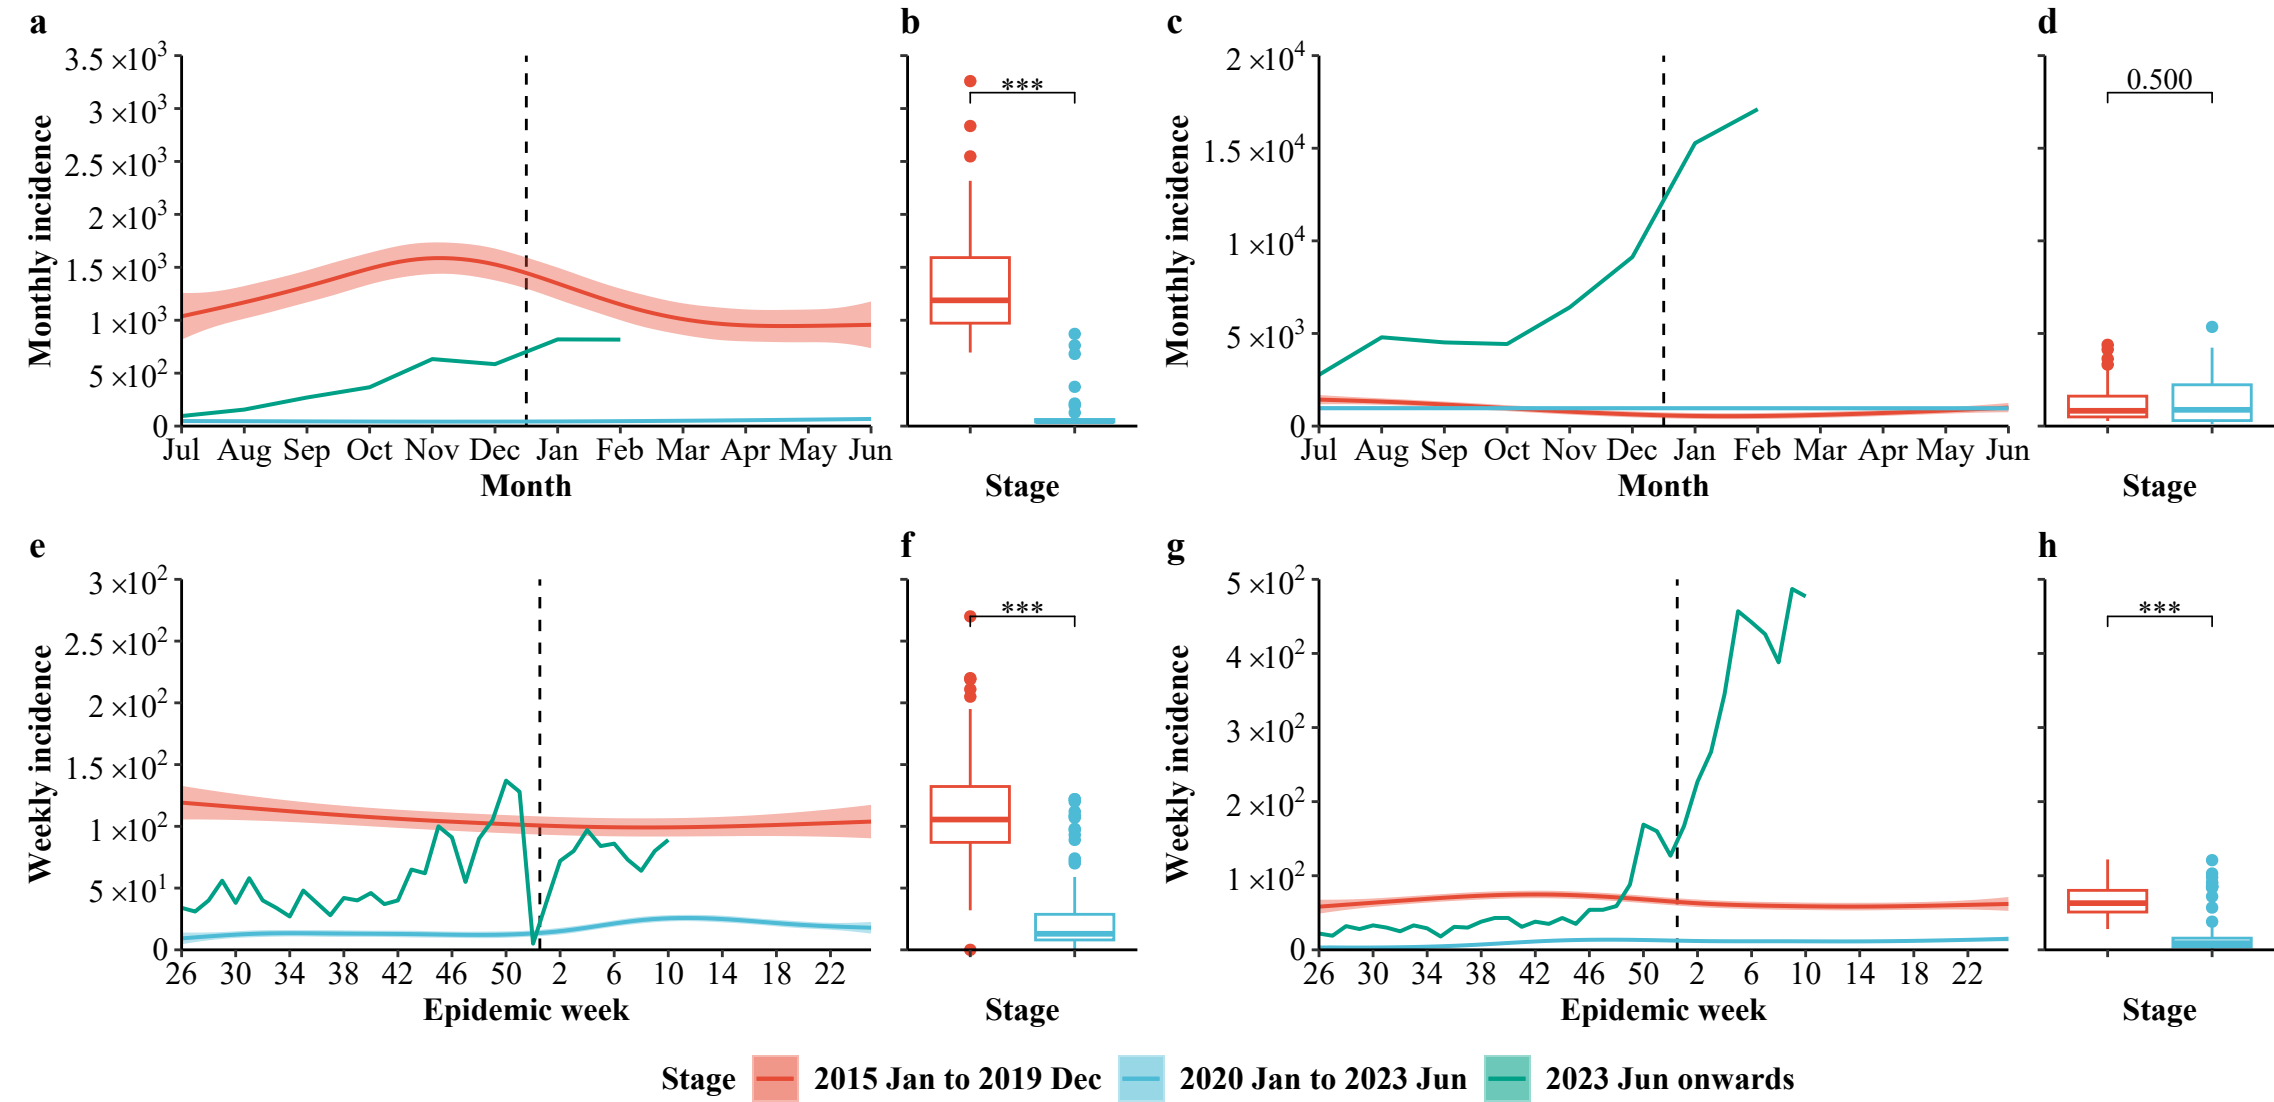 a
b
c
d
Monthly incidence
3.5 ×10³
3 ×10³
2.5 ×10³
2 ×10³
1.5 ×10³
1 ×10³
5 ×10²
0
Jul Aug Sep Oct Nov Dec Jan Feb Mar Apr May Jun
Month
***
Stage
Monthly incidence
2 ×10⁴
1.5 ×10⁴
1 ×10⁴
5 ×10³
0
Jul Aug Sep Oct Nov Dec Jan Feb Mar Apr May Jun
Month
0.500
Stage
e
f
g
h
Weekly incidence
3 ×10²
2.5 ×10²
2 ×10²
1.5 ×10²
1 ×10²
5 ×10¹
0
26 30 34 38 42 46 50 2 6 10 14 18 22
Epidemic week
***
Stage
Weekly incidence
5 ×10²
4 ×10²
3 ×10²
2 ×10²
1 ×10²
0
26 30 34 38 42 46 50 2 6 10 14 18 22
Epidemic week
***
Stage
Stage 2015 Jan to 2019 Dec 2020 Jan to 2023 Jun 2023 Jun onwards